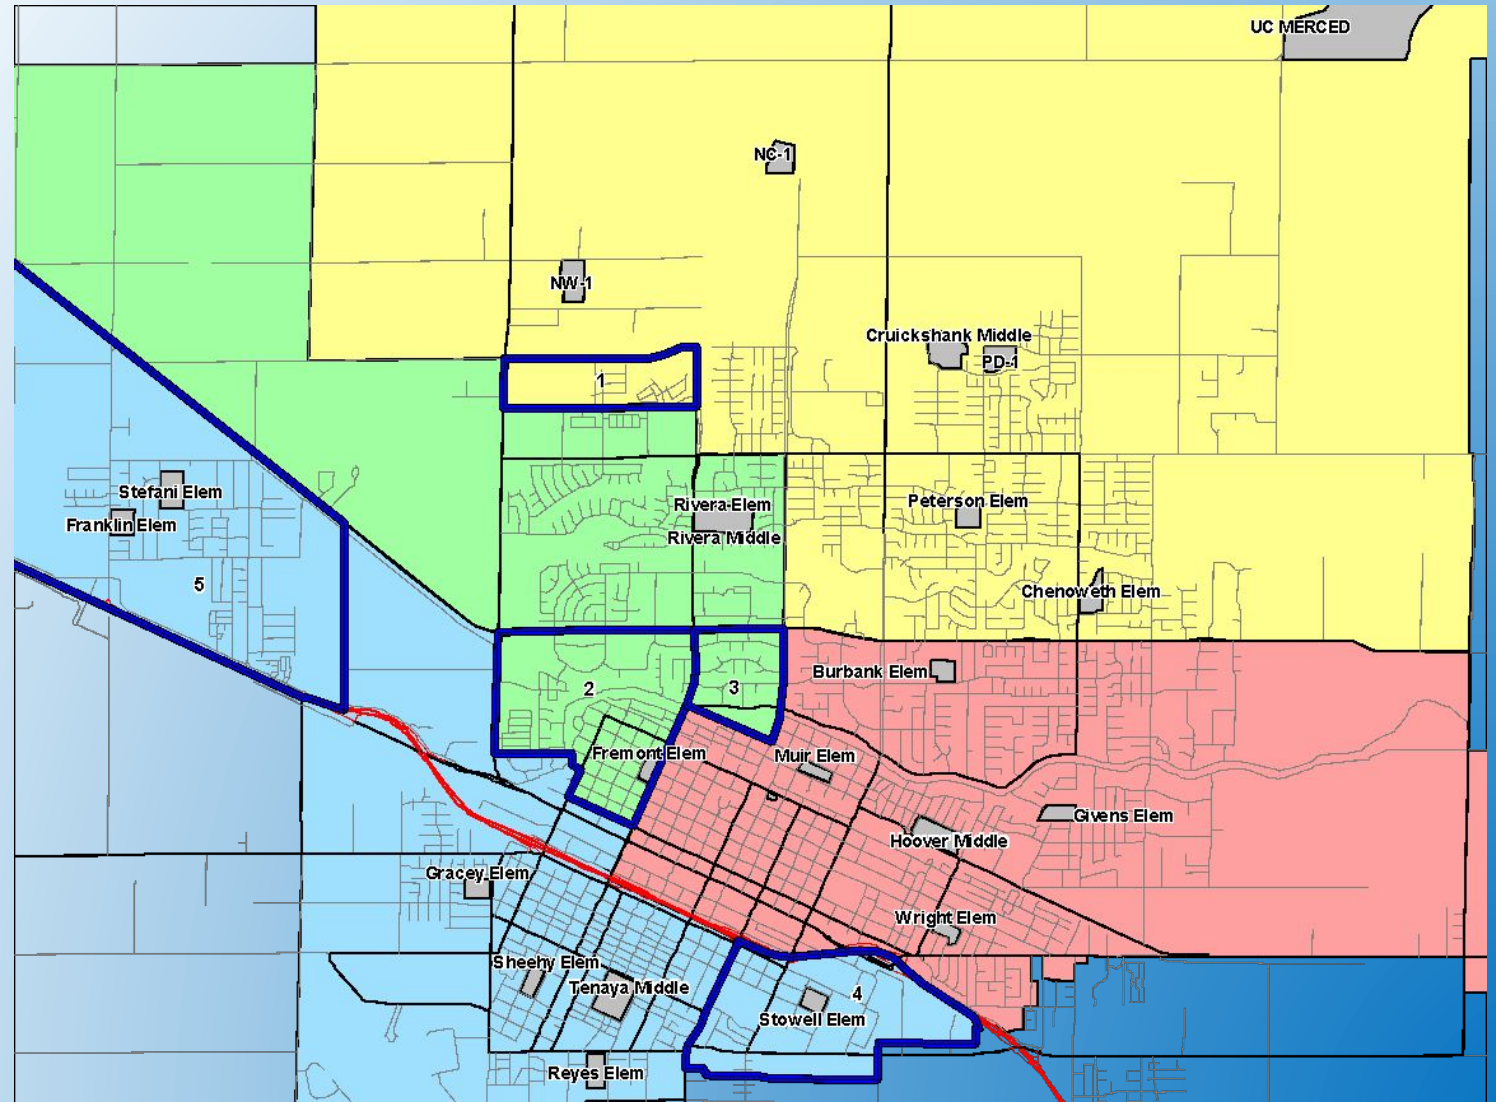 UC MERCED
NC-1
NW-1
Cruickshank Middle
PD-1
1
Stefani Elem
Franklin Elem
Rivera Elem
Rivera Middle
Peterson Elem
5
Chenoweth Elem
2
3
Burbank Elem
Fremont Elem
Muir Elem
Givens Elem
Hoover Middle
Gracey Elem
Wright Elem
Sheehy Elem
Tenaya Middle
4
Stowell Elem
Reyes Elem